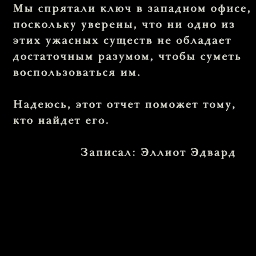 Мы спрятали ключ в западном офисе,
поскольку уверены, что ни одно из
этих ужасных существ не обладает
достаточным разумом, чтобы суметь
воспользоваться им.
Надеюсь, этот отчет поможет тому,
кто найдет его.
Записал: Эллиот Эдвард